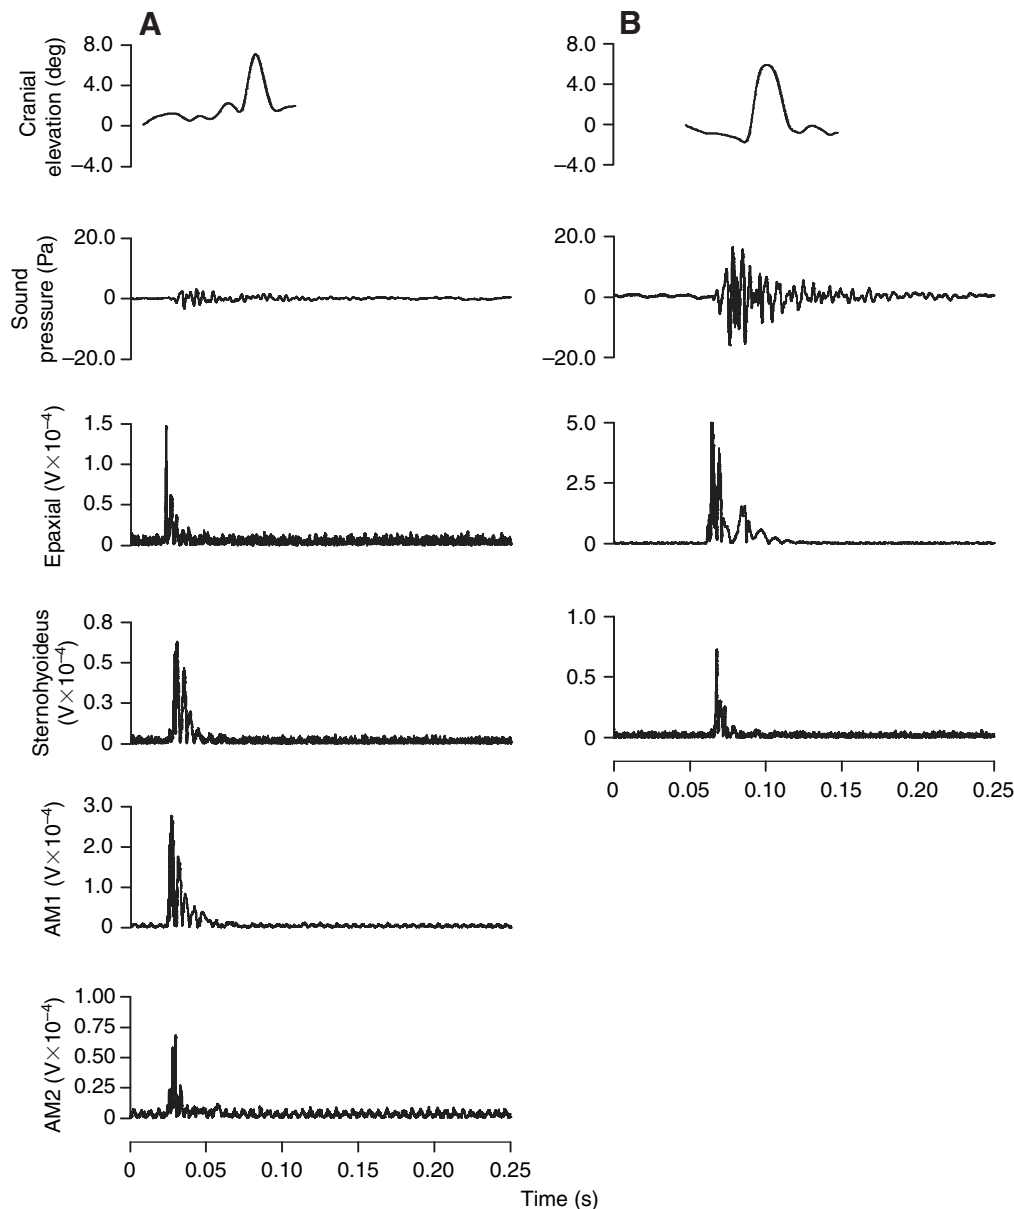 A
B
Cranial
elevation (deg)
8.0
4.0
0
–4.0
8.0
4.0
0
–4.0
Sound
pressure (Pa)
20.0
0
–20.0
20.0
0
–20.0
Epaxial (V×10⁻⁴)
1.5
1.0
0.5
0
5.0
2.5
0
Sternohyoideus
(V×10⁻⁴)
0.8
0.5
0.3
0
1.0
0.5
0
0 0.05 0.10 0.15 0.20 0.25
AM1 (V×10⁻⁴)
3.0
2.0
1.0
0
AM2 (V×10⁻⁴)
1.00
0.75
0.50
0.25
0
0 0.05 0.10 0.15 0.20 0.25
Time (s)